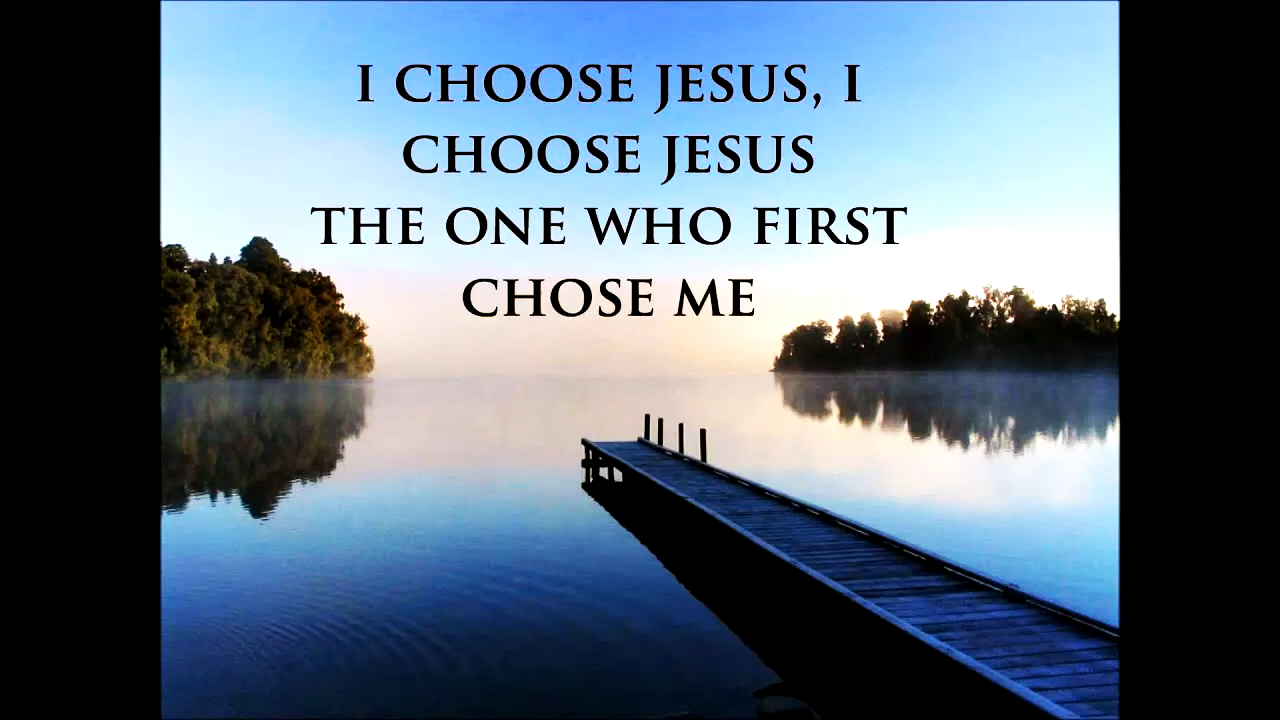 I CHOOSE JESUS, I
CHOOSE JESUS
THE ONE WHO FIRST
CHOSE ME